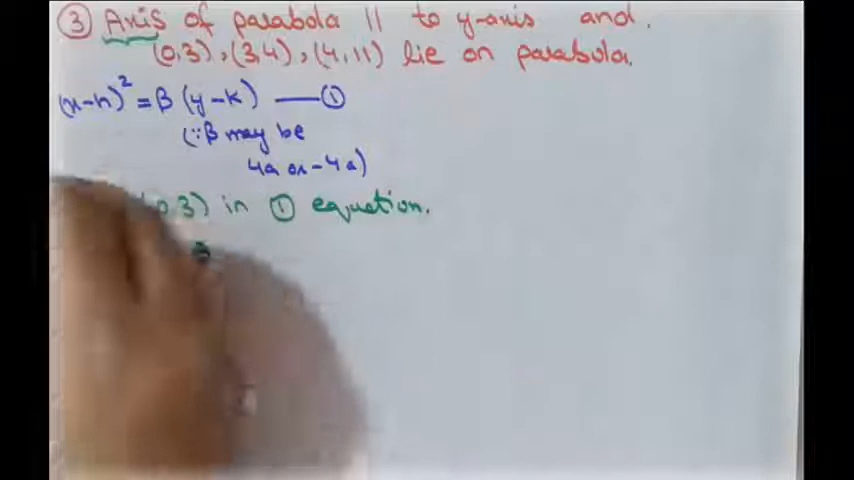 ③ Axis of parabola || to y-axis and.
(0,3), (3,4), (4,11) lie on parabola.
(x-h)² = β (y-k) —— ①
(∵ β may be
4a or -4a)
(0,3) in ① equation.